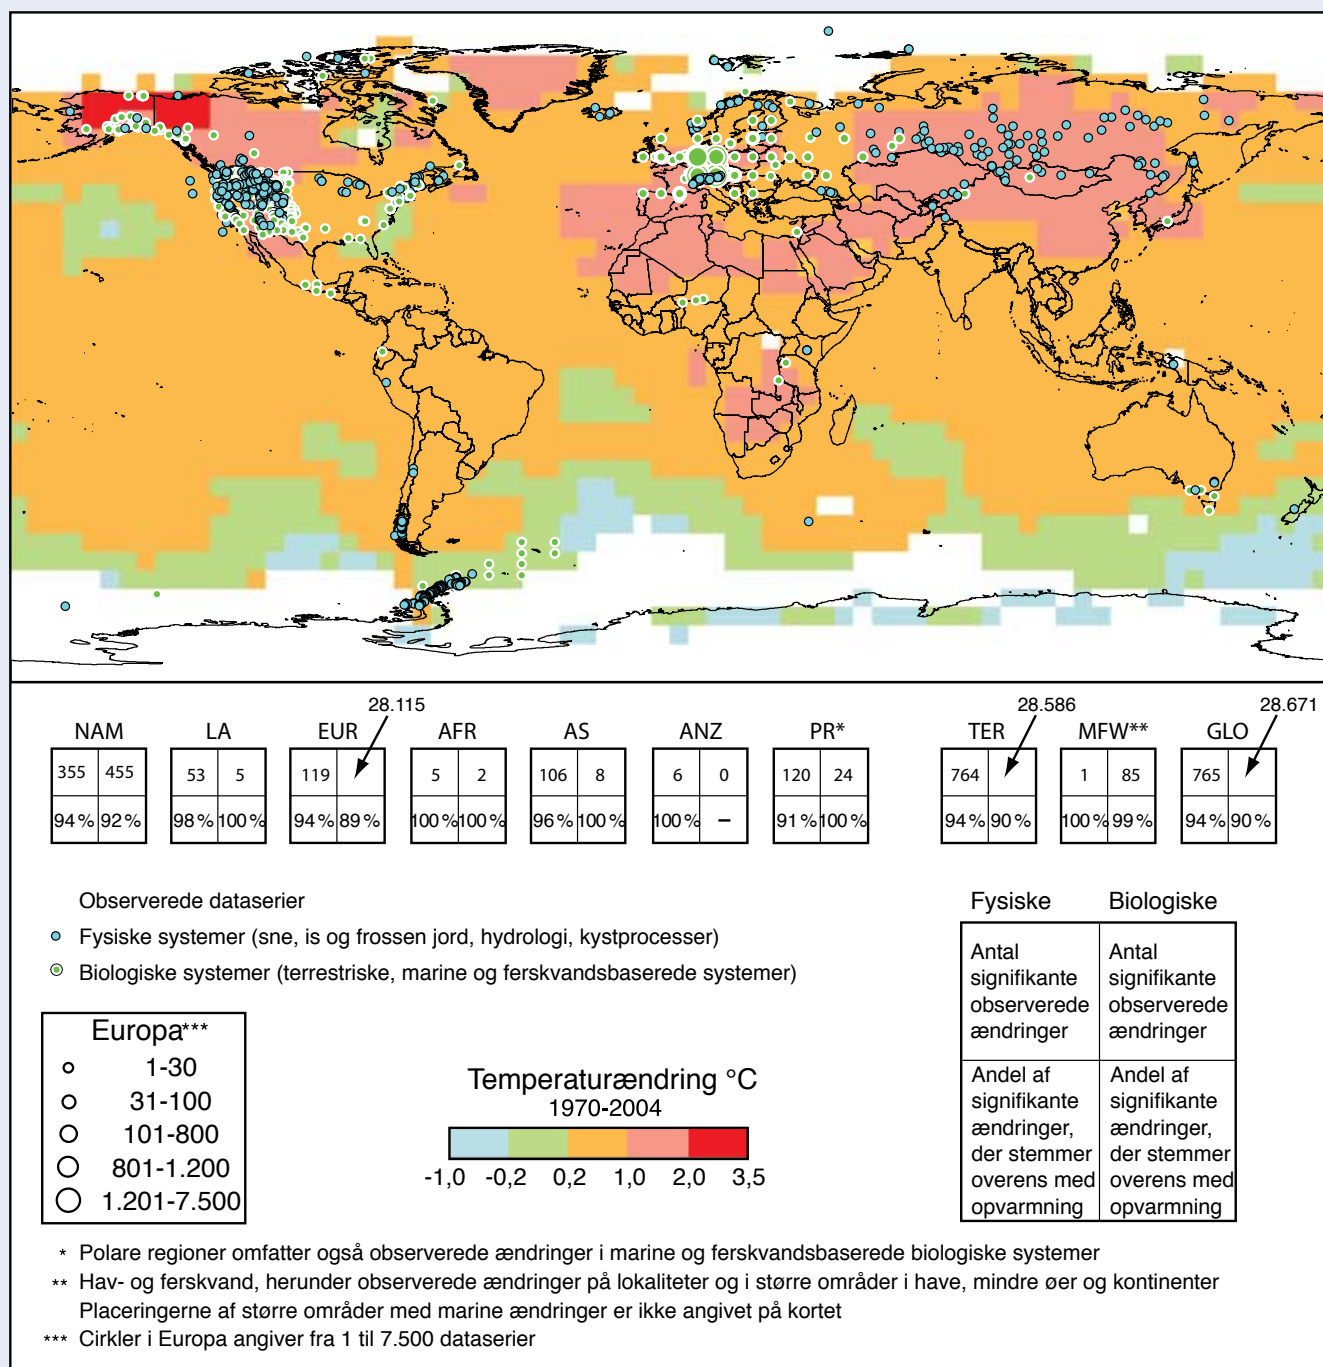 28.115
28.586
28.671
NAM LA EUR AFR AS ANZ PR* TER MFW** GLO
355 455 53 5 119 5 2 106 8 6 0 120 24 764 1 85 765
94 % 92 % 98 % 100 % 94 % 89 % 100 % 100 % 96 % 100 % 100 % – 91 % 100 % 94 % 90 % 100 % 99 % 94 % 90 %
Observerede dataserier
Fysiske systemer (sne, is og frossen jord, hydrologi, kystprocesser)
Biologiske systemer (terrestriske, marine og ferskvandsbaserede systemer)
Europa***
1-30
31-100
101-800
801-1.200
1.201-7.500
Temperaturændring °C
1970-2004
-1,0 -0,2 0,2 1,0 2,0 3,5
Fysiske Biologiske
Antal Antal
signifikante signifikante
observerede observerede
ændringer ændringer
Andel af Andel af
signifikante signifikante
ændringer, ændringer,
der stemmer der stemmer
overens med overens med
opvarmning opvarmning
* Polare regioner omfatter også observerede ændringer i marine og ferskvandsbaserede biologiske systemer
** Hav- og ferskvand, herunder observerede ændringer på lokaliteter og i større områder i have, mindre øer og kontinenter
Placeringerne af større områder med marine ændringer er ikke angivet på kortet
*** Cirkler i Europa angiver fra 1 til 7.500 dataserier